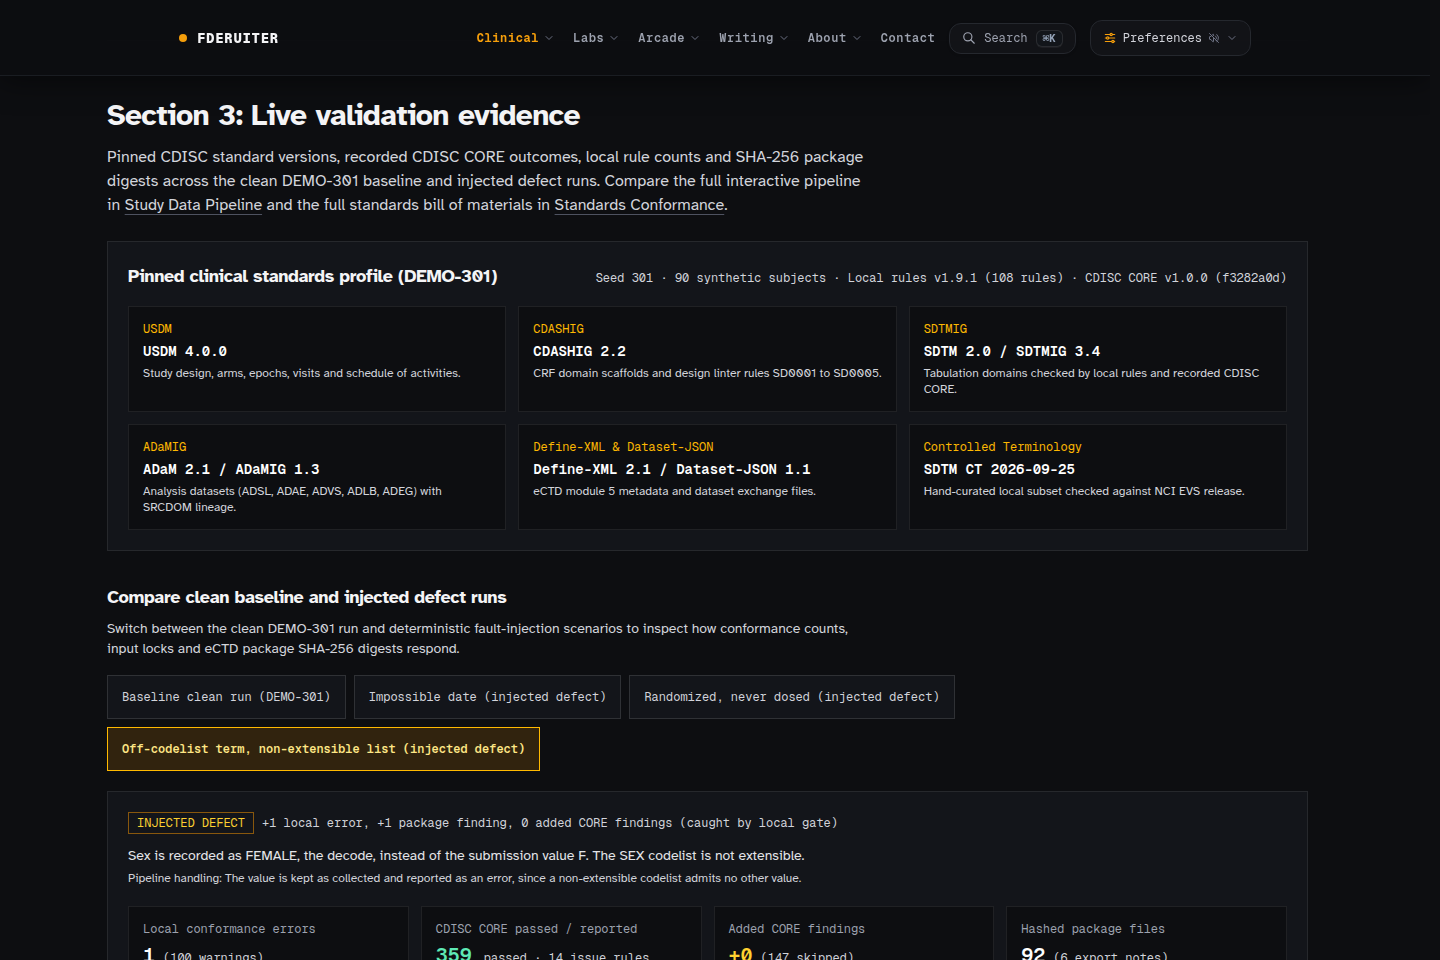 FDERUITER
Clinical
Labs
Arcade
Writing
About
Contact
Search
⌘K
Preferences
Section 3: Live validation evidence
Pinned CDISC standard versions, recorded CDISC CORE outcomes, local rule counts and SHA-256 package
digests across the clean DEMO-301 baseline and injected defect runs. Compare the full interactive pipeline
in Study Data Pipeline and the full standards bill of materials in Standards Conformance.
Pinned clinical standards profile (DEMO-301)
Seed 301 · 90 synthetic subjects · Local rules v1.9.1 (108 rules) · CDISC CORE v1.0.0 (f3282a0d)
USDM
USDM 4.0.0
Study design, arms, epochs, visits and schedule of activities.
CDASHIG
CDASHIG 2.2
CRF domain scaffolds and design linter rules SD0001 to SD0005.
SDTMIG
SDTM 2.0 / SDTMIG 3.4
Tabulation domains checked by local rules and recorded CDISC
CORE.
ADaMIG
ADaM 2.1 / ADaMIG 1.3
Analysis datasets (ADSL, ADAE, ADVS, ADLB, ADEG) with
SRCDOM lineage.
Define-XML & Dataset-JSON
Define-XML 2.1 / Dataset-JSON 1.1
eCTD module 5 metadata and dataset exchange files.
Controlled Terminology
SDTM CT 2026-09-25
Hand-curated local subset checked against NCI EVS release.
Compare clean baseline and injected defect runs
Switch between the clean DEMO-301 run and deterministic fault-injection scenarios to inspect how conformance counts,
input locks and eCTD package SHA-256 digests respond.
Baseline clean run (DEMO-301)
Impossible date (injected defect)
Randomized, never dosed (injected defect)
Off-codelist term, non-extensible list (injected defect)
INJECTED DEFECT +1 local error, +1 package finding, 0 added CORE findings (caught by local gate)
Sex is recorded as FEMALE, the decode, instead of the submission value F. The SEX codelist is not extensible.
Pipeline handling: The value is kept as collected and reported as an error, since a non-extensible codelist admits no other value.
Local conformance errors
1 (100 warnings)
CDISC CORE passed / reported
359 passed · 14 issue rules
Added CORE findings
+0 (147 skipped)
Hashed package files
92 (6 export notes)